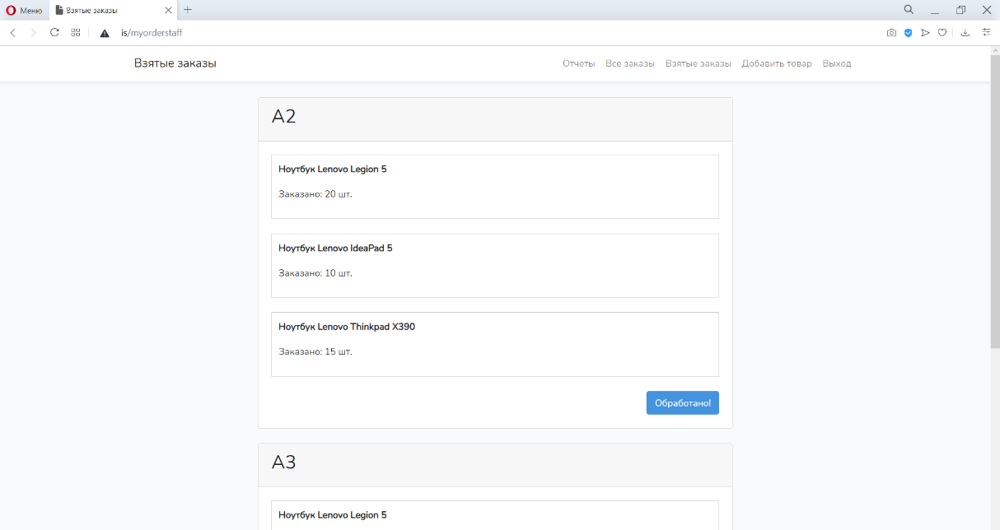 Меню
Взятые заказы
is/myorderstaff
Взятые заказы
Отчеты Все заказы Взятые заказы Добавить товар Выход
А2
Ноутбук Lenovo Legion 5
Заказано: 20 шт.
Ноутбук Lenovo IdeaPad 5
Заказано: 10 шт.
Ноутбук Lenovo Thinkpad X390
Заказано: 15 шт.
Обработано!
А3
Ноутбук Lenovo Legion 5